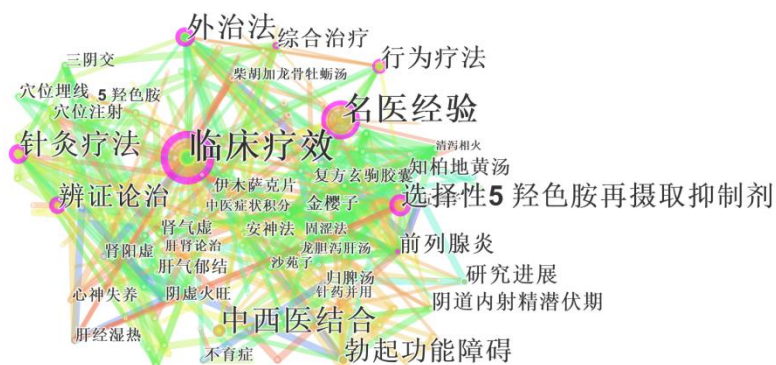 外治法
综合治疗
三阴交
行为疗法
柴胡加龙骨牡蛎汤
穴位埋线
5 羟色胺
穴位注射
名医经验
针灸疗法
临床疗效
清泻相火
知柏地黄汤
复方玄驹胶囊
伊木萨克片
辨证论治
中医症状积分
金樱子
选择性5 羟色胺再摄取抑制剂
肾气虚
安神法
固涩法
肾阳虚
肝肾论治
龙胆泻肝汤
前列腺炎
肝气郁结
沙苑子
归脾汤
研究进展
心神失养
阴虚火旺
针药并用
阴道内射精潜伏期
中西医结合
肝经湿热
不育症
勃起功能障碍